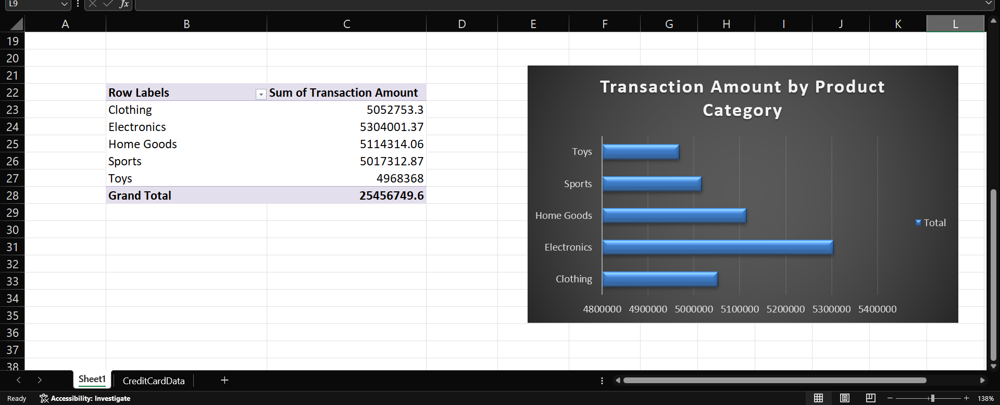 L9
fx
A B C D E F G H I J K L
19
20
21
22 Row Labels Sum of Transaction Amount
23 Clothing 5052753.3
24 Electronics 5304001.37
25 Home Goods 5114314.06
26 Sports 5017312.87
27 Toys 4968368
28 Grand Total 25456749.6
29
30
31
32
33
34
35
36
37
38
Transaction Amount by Product
Category
Toys
Sports
Home Goods
Electronics
Clothing
4800000 4900000 5000000 5100000 5200000 5300000 5400000
Total
Sheet1 CreditCardData
Ready Accessibility: Investigate 138%